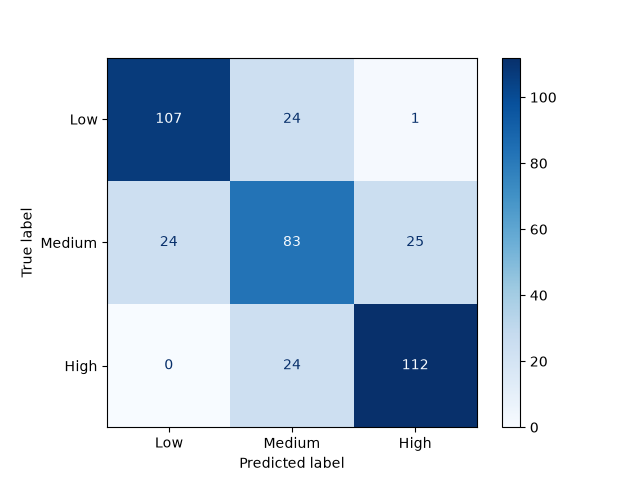 Low 107 24 1
Medium 24 83 25
High 0 24 112
Low Medium High
Predicted label
True label
100
80
60
40
20
0